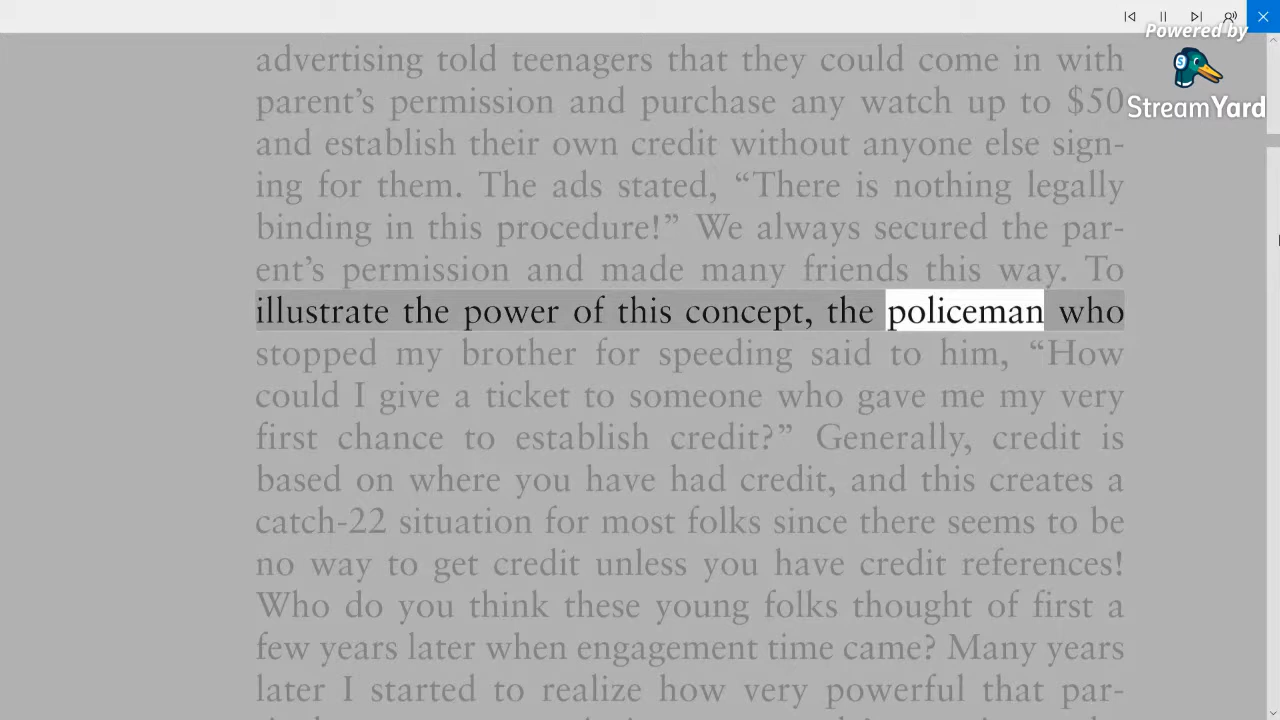 Powered by
StreamYard
advertising told teenagers that they could come in with
parent’s permission and purchase any watch up to $50
and establish their own credit without anyone else sign-
ing for them. The ads stated, “There is nothing legally
binding in this procedure!” We always secured the par-
ent’s permission and made many friends this way. To
illustrate the power of this concept, the policeman who
stopped my brother for speeding said to him, “How
could I give a ticket to someone who gave me my very
first chance to establish credit?” Generally, credit is
based on where you have had credit, and this creates a
catch-22 situation for most folks since there seems to be
no way to get credit unless you have credit references!
Who do you think these young folks thought of first a
few years later when engagement time came? Many years
later I started to realize how very powerful that par-